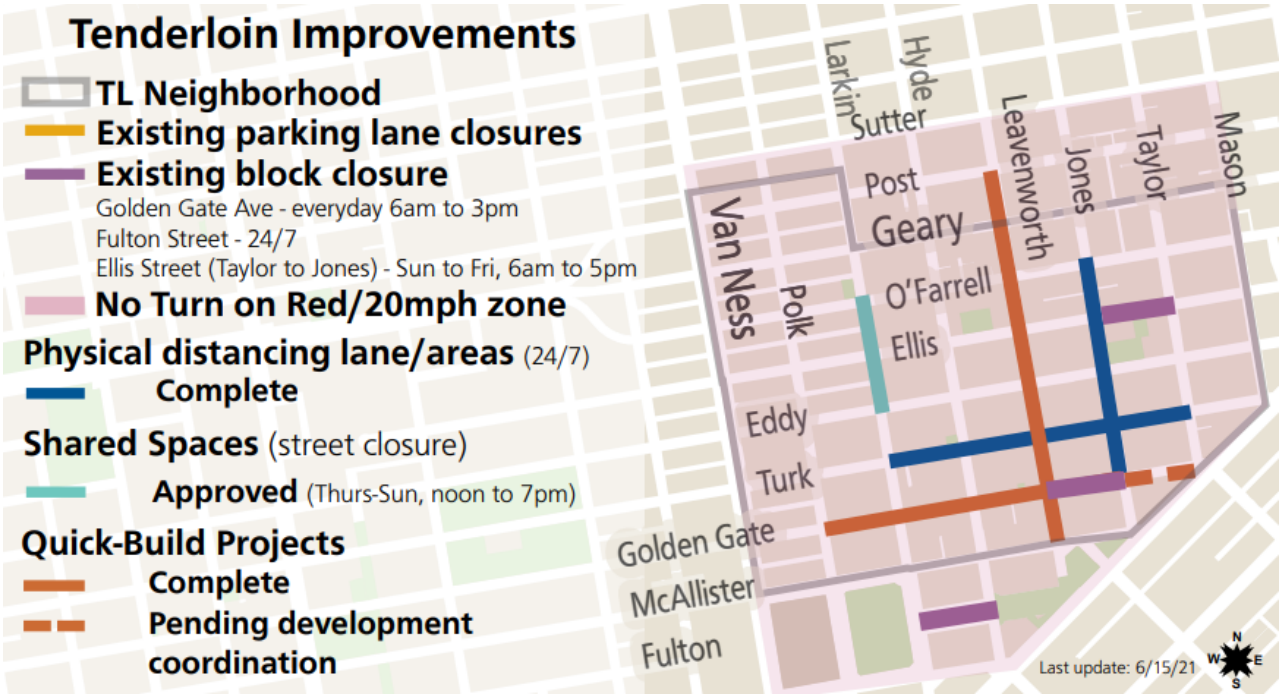 Tenderloin Improvements
TL Neighborhood
Existing parking lane closures
Existing block closure
Golden Gate Ave - everyday 6am to 3pm
Fulton Street - 24/7
Ellis Street (Taylor to Jones) - Sun to Fri, 6am to 5pm
No Turn on Red/20mph zone
Physical distancing lane/areas (24/7)
Complete
Shared Spaces (street closure)
Approved (Thurs-Sun, noon to 7pm)
Quick-Build Projects
Complete
Pending development
coordination
Larkin
Hyde
Sutter
Leavenworth
Jones
Taylor
Mason
Post
Geary
Van Ness
Polk
O'Farrell
Ellis
Eddy
Turk
Golden Gate
McAllister
Fulton
Last update: 6/15/21
N
W
E
S